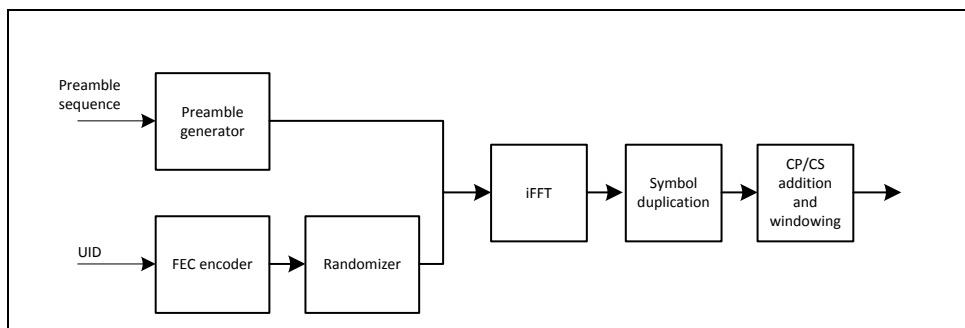 Preamble
sequence
Preamble
generator
iFFT
Symbol
duplication
CP/CS
addition
and
windowing
UID
FEC encoder
Randomizer